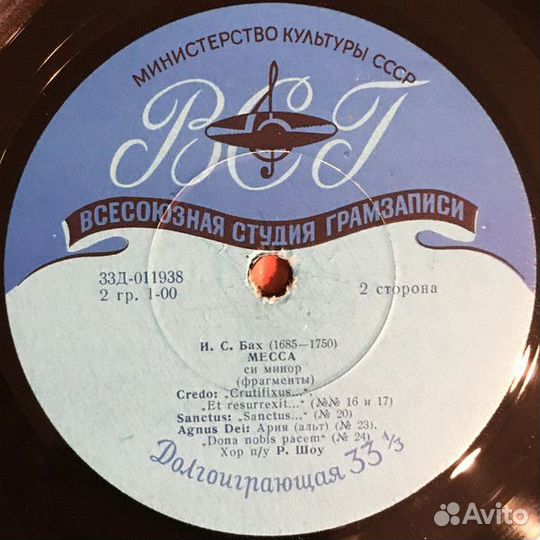 МИНИСТЕРСТВО КУЛЬТУРЫ СССР
ВСГ
ВСЕСОЮЗНАЯ СТУДИЯ ГРАМЗАПИСИ
33Д-011938
2 гр. 1-00
2 сторона
И. С. Бах (1685—1750)
МЕССА
си минор
(фрагменты)
Credo: „Crutifixus...“,
„Et resurrexit...“ (№№ 16 и 17)
Sanctus: „Sanctus...“ (№ 20)
Agnus Dei: Ария (альт) (№ 23),
„Dona nobis pacem“ (№ 24)
Хор п/у Р. Шоу
Долгоиграющая 33 1/3
Avito